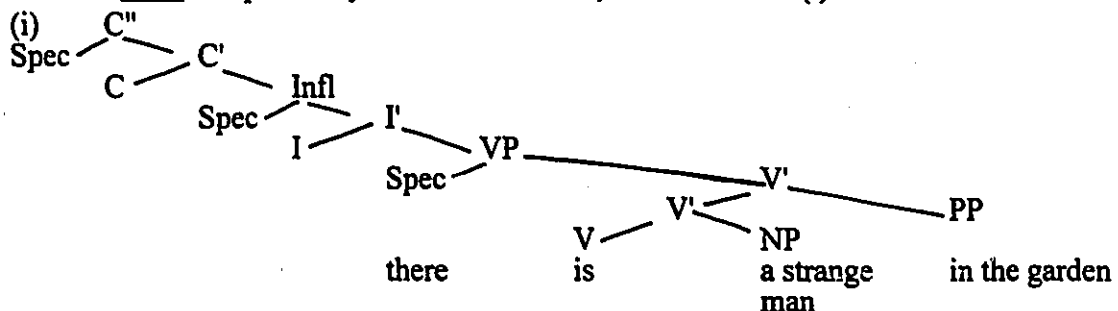 (i)
C"
Spec
C'
C
Infl
Spec
I'
I
VP
Spec
V'
V'
PP
V
NP
there is a strange in the garden
man